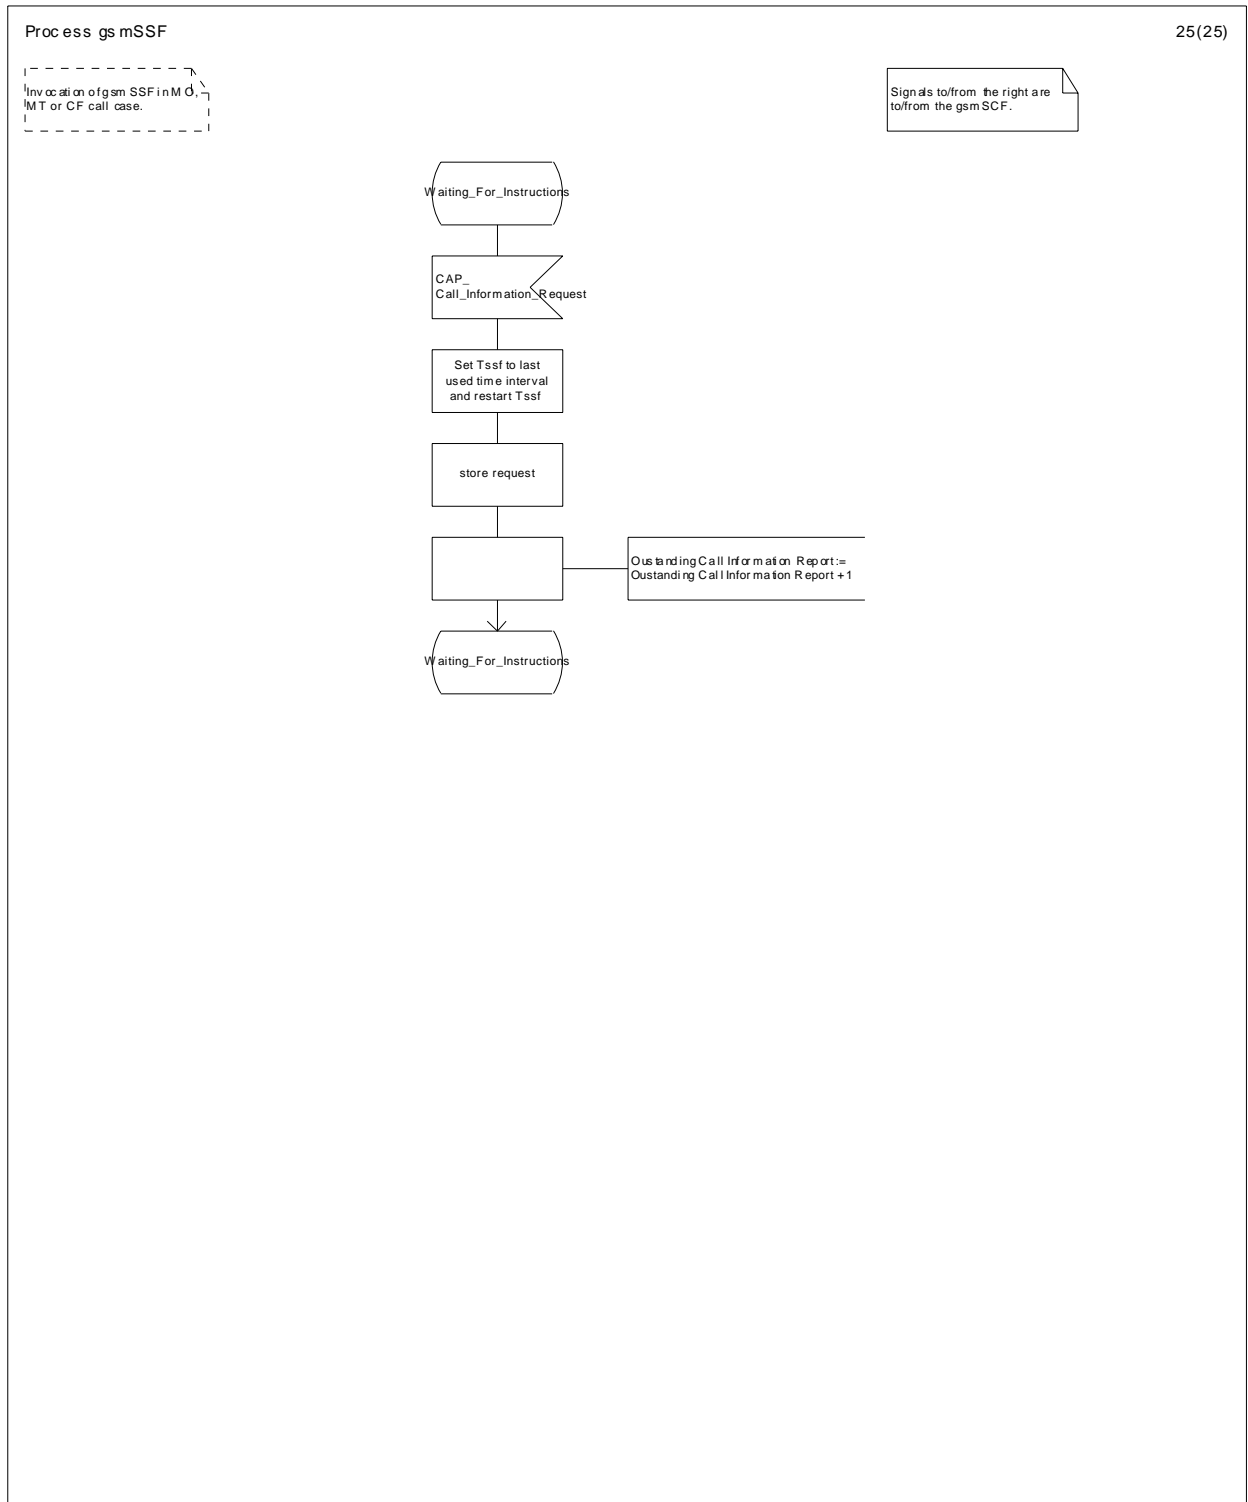 Process gsmSSF
25(25)
Invocation of gsmSSF in MO,
MT or CF call case.
Signals to/from the right are
to/from the gsmSCF.
Waiting_For_Instructions
CAP_
Call_Information_Request
Set Tssf to last
used time interval
and restart Tssf
store request
Oustanding Call Information Report:=
Oustanding Call Information Report +1
Waiting_For_Instructions